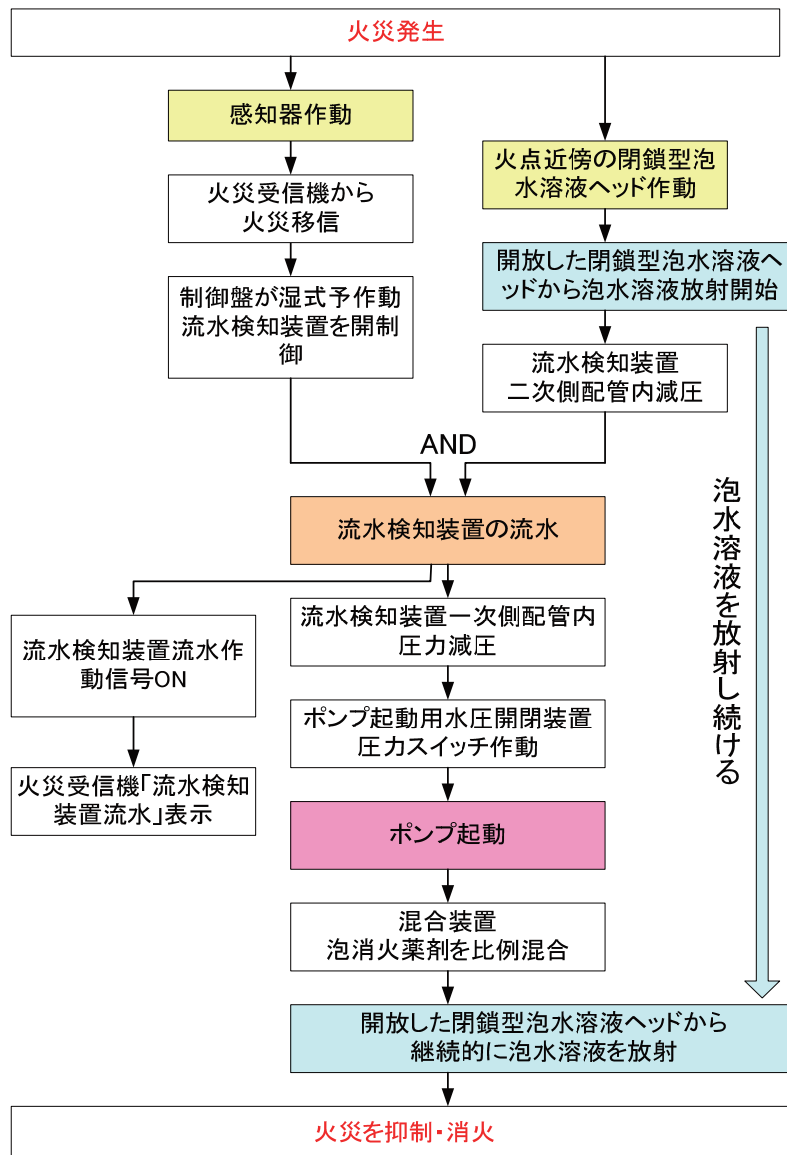 火災発生
感知器作動
火災受信機から
火災移信
制御盤が湿式予作動
流水検知装置を開制
御
火点近傍の閉鎖型泡
水溶液ヘッド作動
開放した閉鎖型泡水溶液ヘ
ッドから泡水溶液放射開始
流水検知装置
二次側配管内減圧
AND
流水検知装置の流水
流水検知装置流水作
動信号ON
火災受信機「流水検知
装置流水」表示
流水検知装置一次側配管内
圧力減圧
ポンプ起動用水圧開閉装置
圧力スイッチ作動
ポンプ起動
混合装置
泡消火薬剤を比例混合
開放した閉鎖型泡水溶液ヘッドから
継続的に泡水溶液を放射
泡水溶液を放射し続ける
火災を抑制・消火